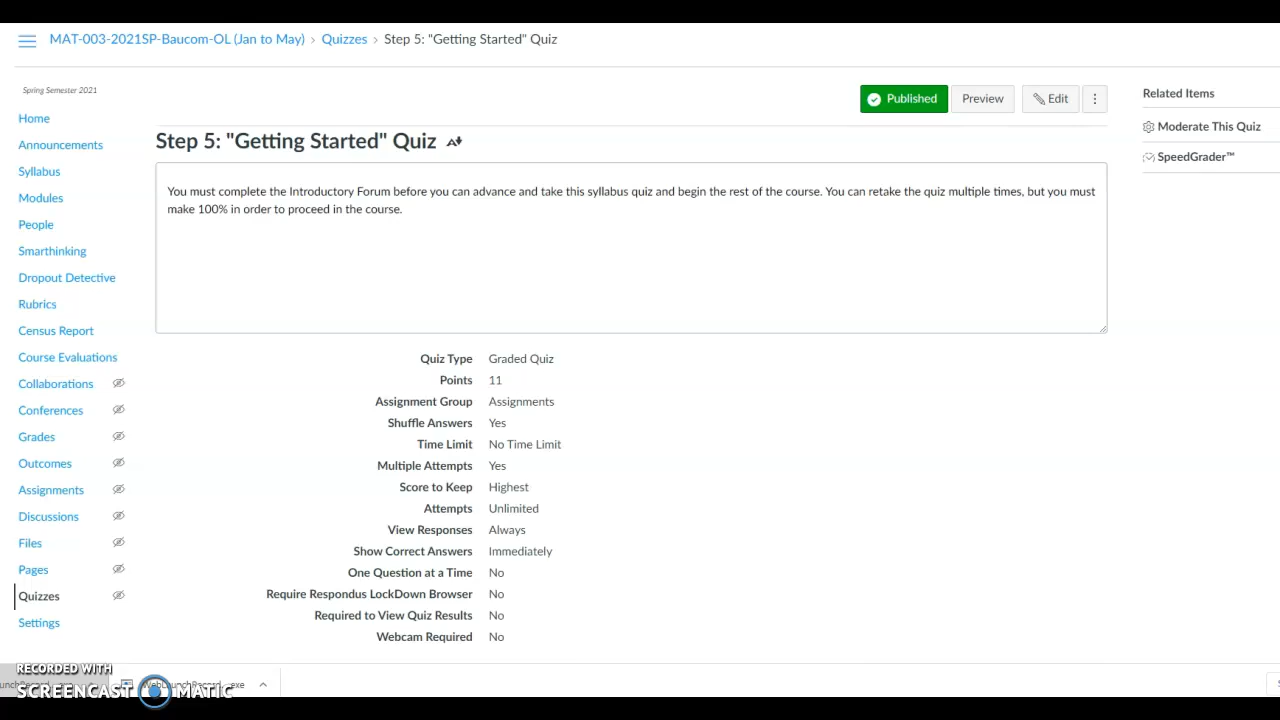 MAT-003-2021SP-Baucom-OL (Jan to May) › Quizzes › Step 5: "Getting Started" Quiz
Spring Semester 2021
Home
Announcements
Syllabus
Modules
People
Smarthinking
Dropout Detective
Rubrics
Census Report
Course Evaluations
Collaborations
Conferences
Grades
Outcomes
Assignments
Discussions
Files
Pages
Quizzes
Settings
Published Preview Edit
Step 5: "Getting Started" Quiz
You must complete the Introductory Forum before you can advance and take this syllabus quiz and begin the rest of the course. You can retake the quiz multiple times, but you must
make 100% in order to proceed in the course.
Quiz Type Graded Quiz
Points 11
Assignment Group Assignments
Shuffle Answers Yes
Time Limit No Time Limit
Multiple Attempts Yes
Score to Keep Highest
Attempts Unlimited
View Responses Always
Show Correct Answers Immediately
One Question at a Time No
Require Respondus LockDown Browser No
Required to View Quiz Results No
Webcam Required No
Related Items
Moderate This Quiz
SpeedGrader™
RECORDED WITH
SCREENCAST MATIC